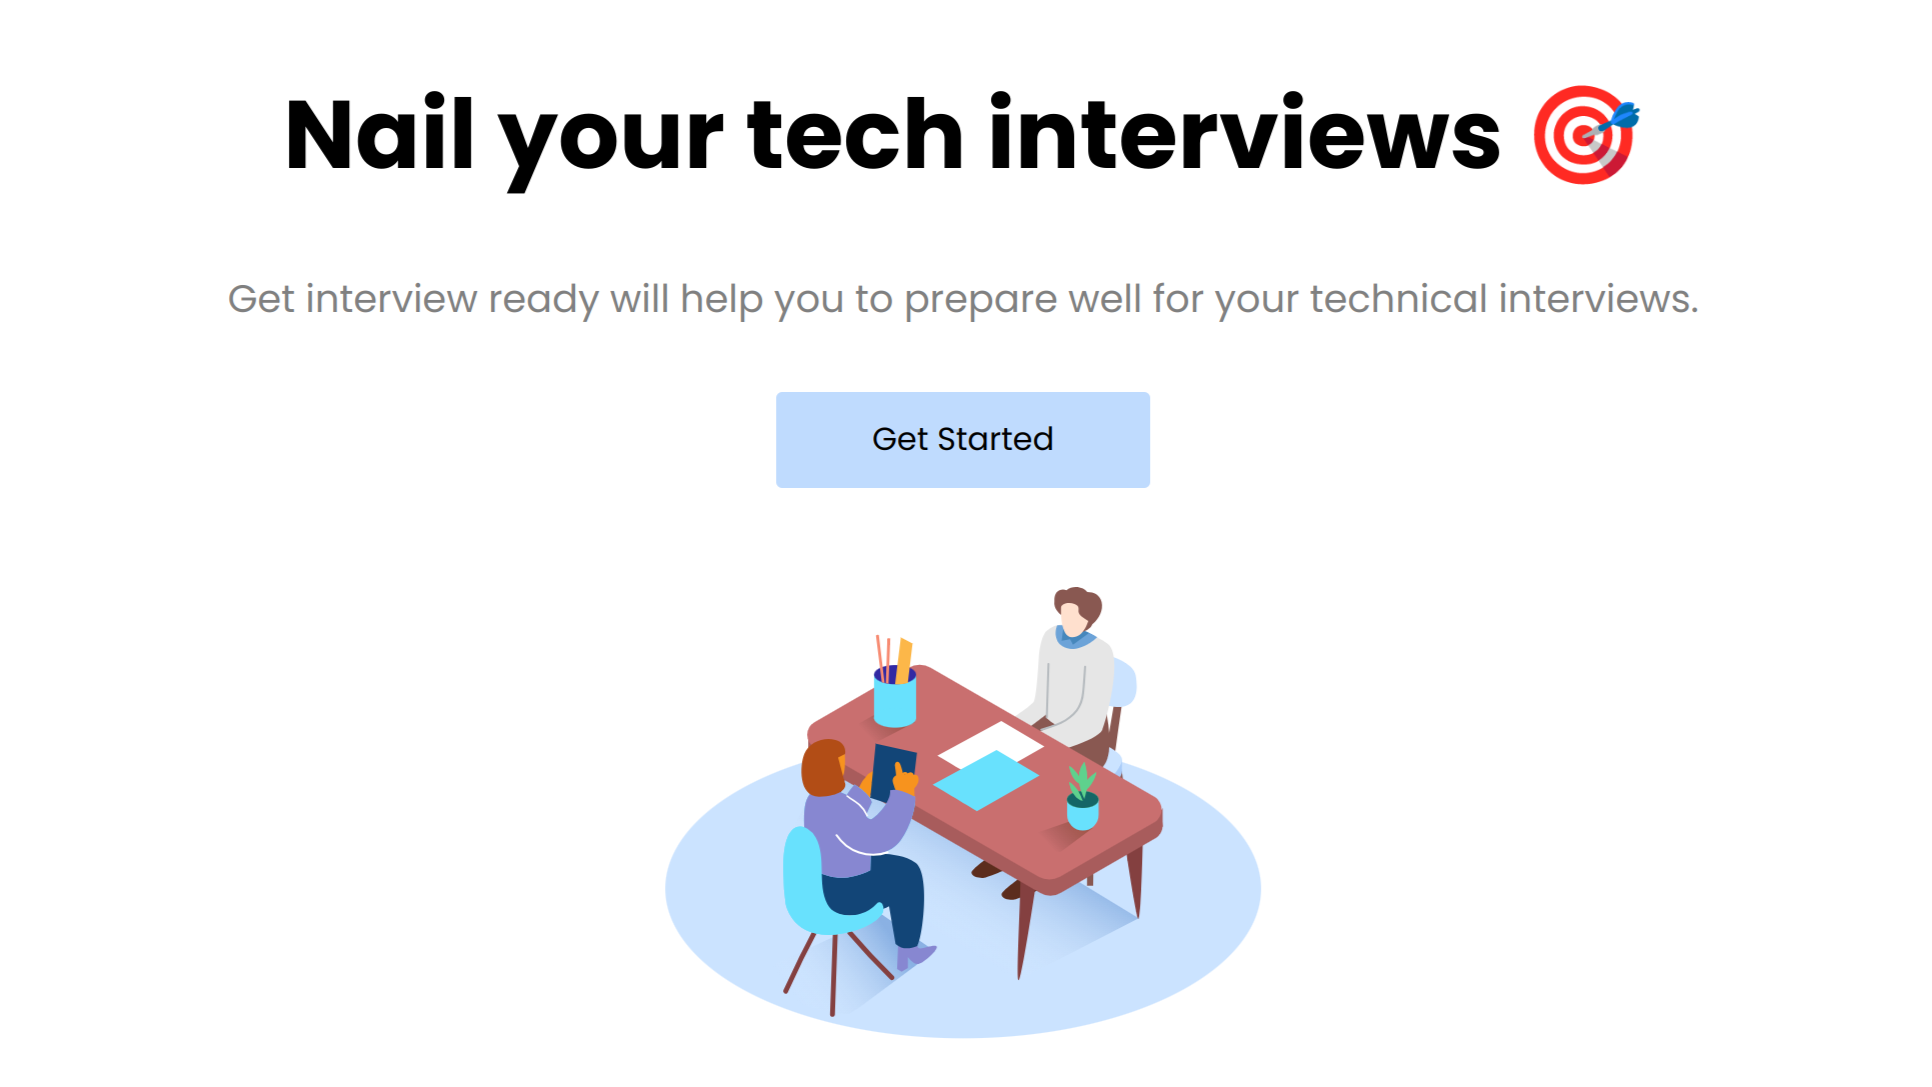 Nail your tech interviews 🎯
Get interview ready will help you to prepare well for your technical interviews.
Get Started